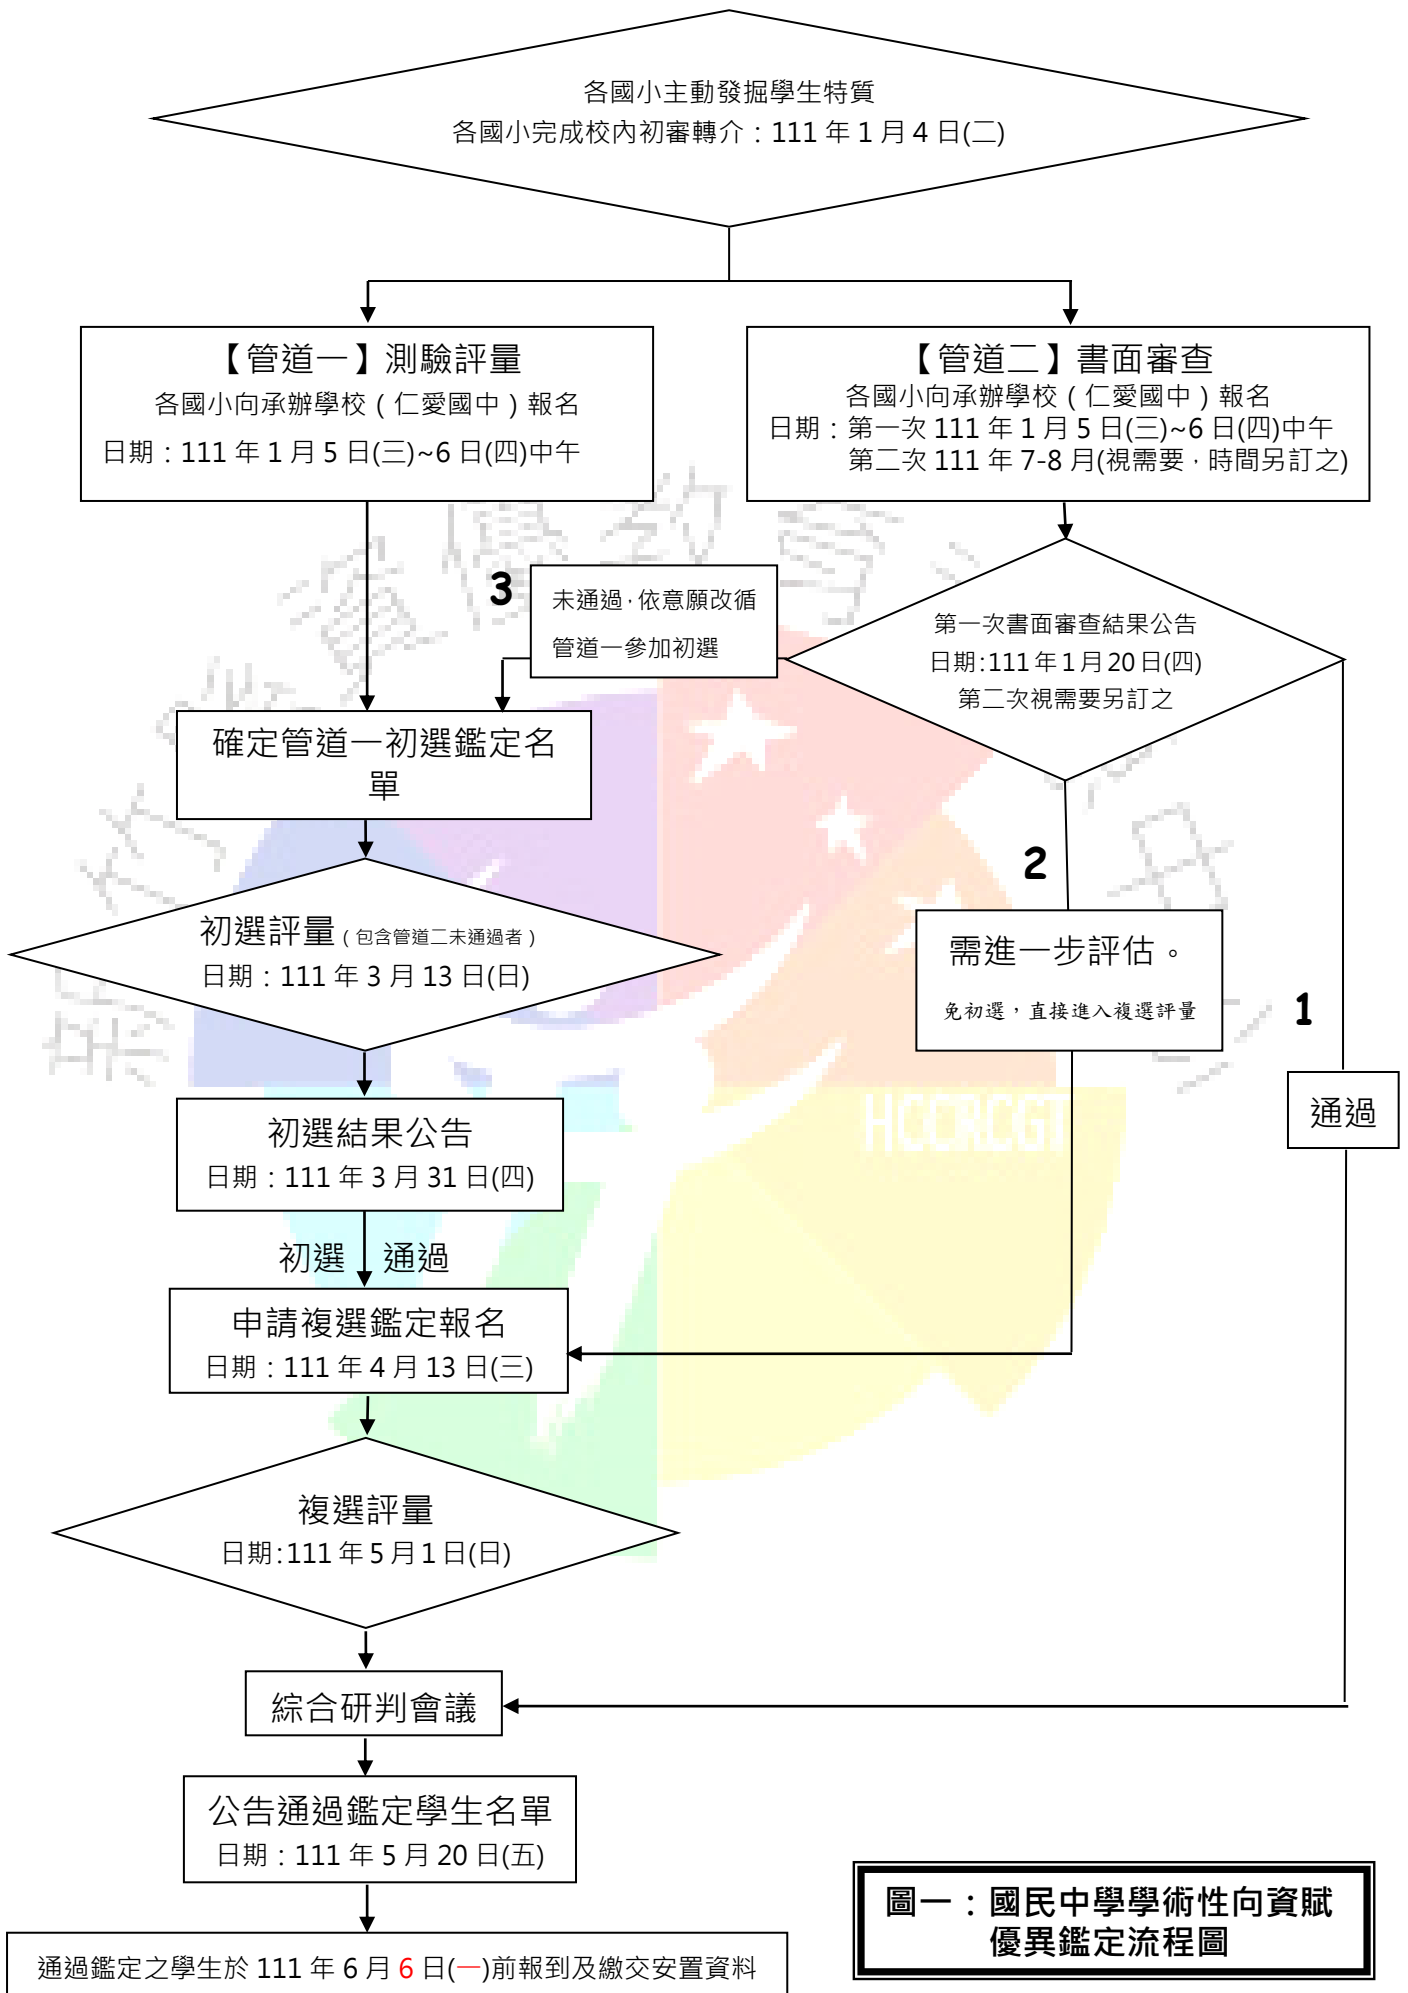 各國小主動發掘學生特質
各國小完成校內初審轉介：111 年 1 月 4 日(二)
【管道一】測驗評量
各國小向承辦學校（仁愛國中）報名
日期：111 年 1 月 5 日(三)~6 日(四)中午
【管道二】書面審查
各國小向承辦學校（仁愛國中）報名
日期：第一次 111 年 1 月 5 日(三)~6 日(四)中午
第二次 111 年 7-8 月(視需要，時間另訂之)
3
未通過，依意願改循
管道一參加初選
第一次書面審查結果公告
日期：111 年 1 月 20 日(四)
第二次視需要另訂之
確定管道一初選鑑定名
單
2
初選評量（包含管道二未通過者）
日期：111 年 3 月 13 日(日)
需進一步評估。
免初選，直接進入複選評量
1
通過
初選結果公告
日期：111 年 3 月 31 日(四)
初選 通過
申請複選鑑定報名
日期：111 年 4 月 13 日(三)
複選評量
日期：111 年 5 月 1 日(日)
綜合研判會議
公告通過鑑定學生名單
日期：111 年 5 月 20 日(五)
通過鑑定之學生於 111 年 6 月 6 日(一)前報到及繳交安置資料
圖一：國民中學學術性向資賦
優異鑑定流程圖
HCCRCGT